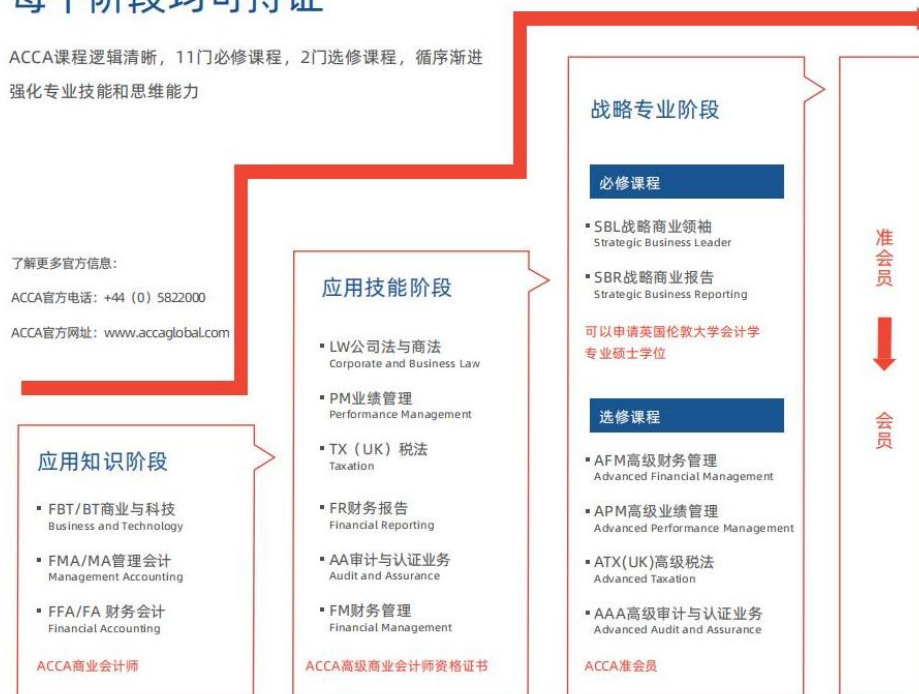 每个阶段均可持证
ACCA课程逻辑清晰，11门必修课程，2门选修课程，循序渐进
强化专业技能和思维能力
了解更多官方信息：
ACCA官方电话：+44（0）5822000
ACCA官方网址：www.accaglobal.com
应用知识阶段
▪ FBT/BT商业与科技
Business and Technology
▪ FMA/MA管理会计
Management Accounting
▪ FFA/FA 财务会计
Financial Accounting
ACCA商业会计师
应用技能阶段
▪ LW公司法与商法
Corporate and Business Law
▪ PM业绩管理
Performance Management
▪ TX（UK）税法
Taxation
▪ FR财务报告
Financial Reporting
▪ AA审计与认证业务
Audit and Assurance
▪ FM财务管理
Financial Management
ACCA高级商业会计师资格证书
战略专业阶段
必修课程
▪ SBL战略商业领袖
Strategic Business Leader
▪ SBR战略商业报告
Strategic Business Reporting
可以申请英国伦敦大学会计学
专业硕士学位
选修课程
▪ AFM高级财务管理
Advanced Financial Management
▪ APM高级业绩管理
Advanced Performance Management
▪ ATX(UK)高级税法
Advanced Taxation
▪ AAA高级审计与认证业务
Advanced Audit and Assurance
ACCA准会员
准会员
会员